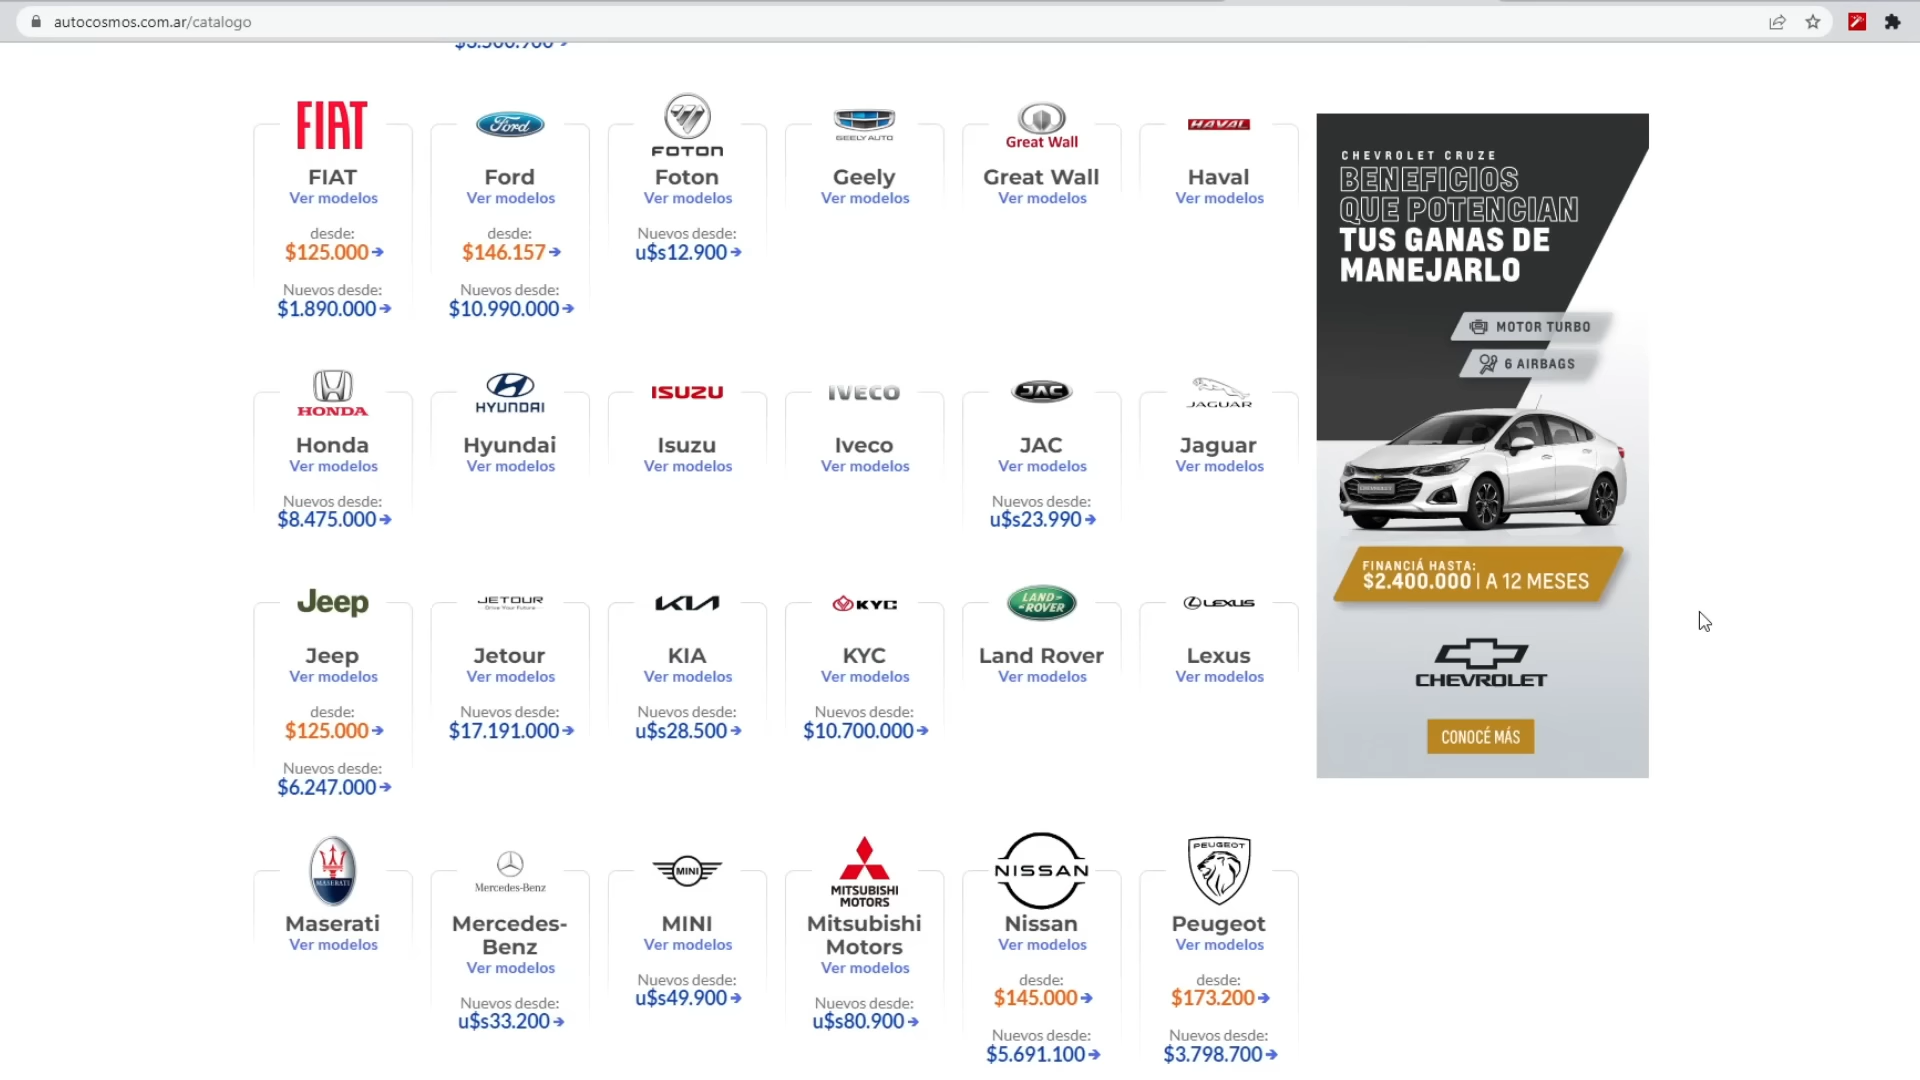 autocosmos.com.ar/catalogo
$3.500.900
FIAT
Ford
FOTON
GEELY AUTO
Great Wall
HAVAL
FIAT
Ver modelos
desde:
$125.000
Nuevos desde:
$1.890.000
Ford
Ver modelos
desde:
$146.157
Nuevos desde:
$10.990.000
Foton
Ver modelos
Nuevos desde:
u$s12.900
Geely
Ver modelos
Great Wall
Ver modelos
Haval
Ver modelos
HONDA
HYUNDAI
ISUZU
IVECO
JAC
JAGUAR
Honda
Ver modelos
Nuevos desde:
$8.475.000
Hyundai
Ver modelos
Isuzu
Ver modelos
Iveco
Ver modelos
JAC
Ver modelos
Nuevos desde:
u$s23.990
Jaguar
Ver modelos
Jeep
JETOUR
Drive Your Future
KIA
KYC
LAND-
-ROVER
LEXUS
Jeep
Ver modelos
desde:
$125.000
Nuevos desde:
$6.247.000
Jetour
Ver modelos
Nuevos desde:
$17.191.000
KIA
Ver modelos
Nuevos desde:
u$s28.500
KYC
Ver modelos
Nuevos desde:
$10.700.000
Land Rover
Ver modelos
Lexus
Ver modelos
MASERATI
Mercedes-Benz
MINI
MITSUBISHI
MOTORS
NISSAN
PEUGEOT
Maserati
Ver modelos
Mercedes-
Benz
Ver modelos
Nuevos desde:
u$s33.200
MINI
Ver modelos
Nuevos desde:
u$s49.900
Mitsubishi
Motors
Ver modelos
Nuevos desde:
u$s80.900
Nissan
Ver modelos
desde:
$145.000
Nuevos desde:
$5.691.100
Peugeot
Ver modelos
desde:
$173.200
Nuevos desde:
$3.798.700
CHEVROLET CRUZE
BENEFICIOS
QUE POTENCIAN
TUS GANAS DE
MANEJARLO
MOTOR TURBO
6 AIRBAGS
CHEVROLET
FINANCIÁ HASTA:
$2.400.000 | A 12 MESES
CHEVROLET
CONOCÉ MÁS